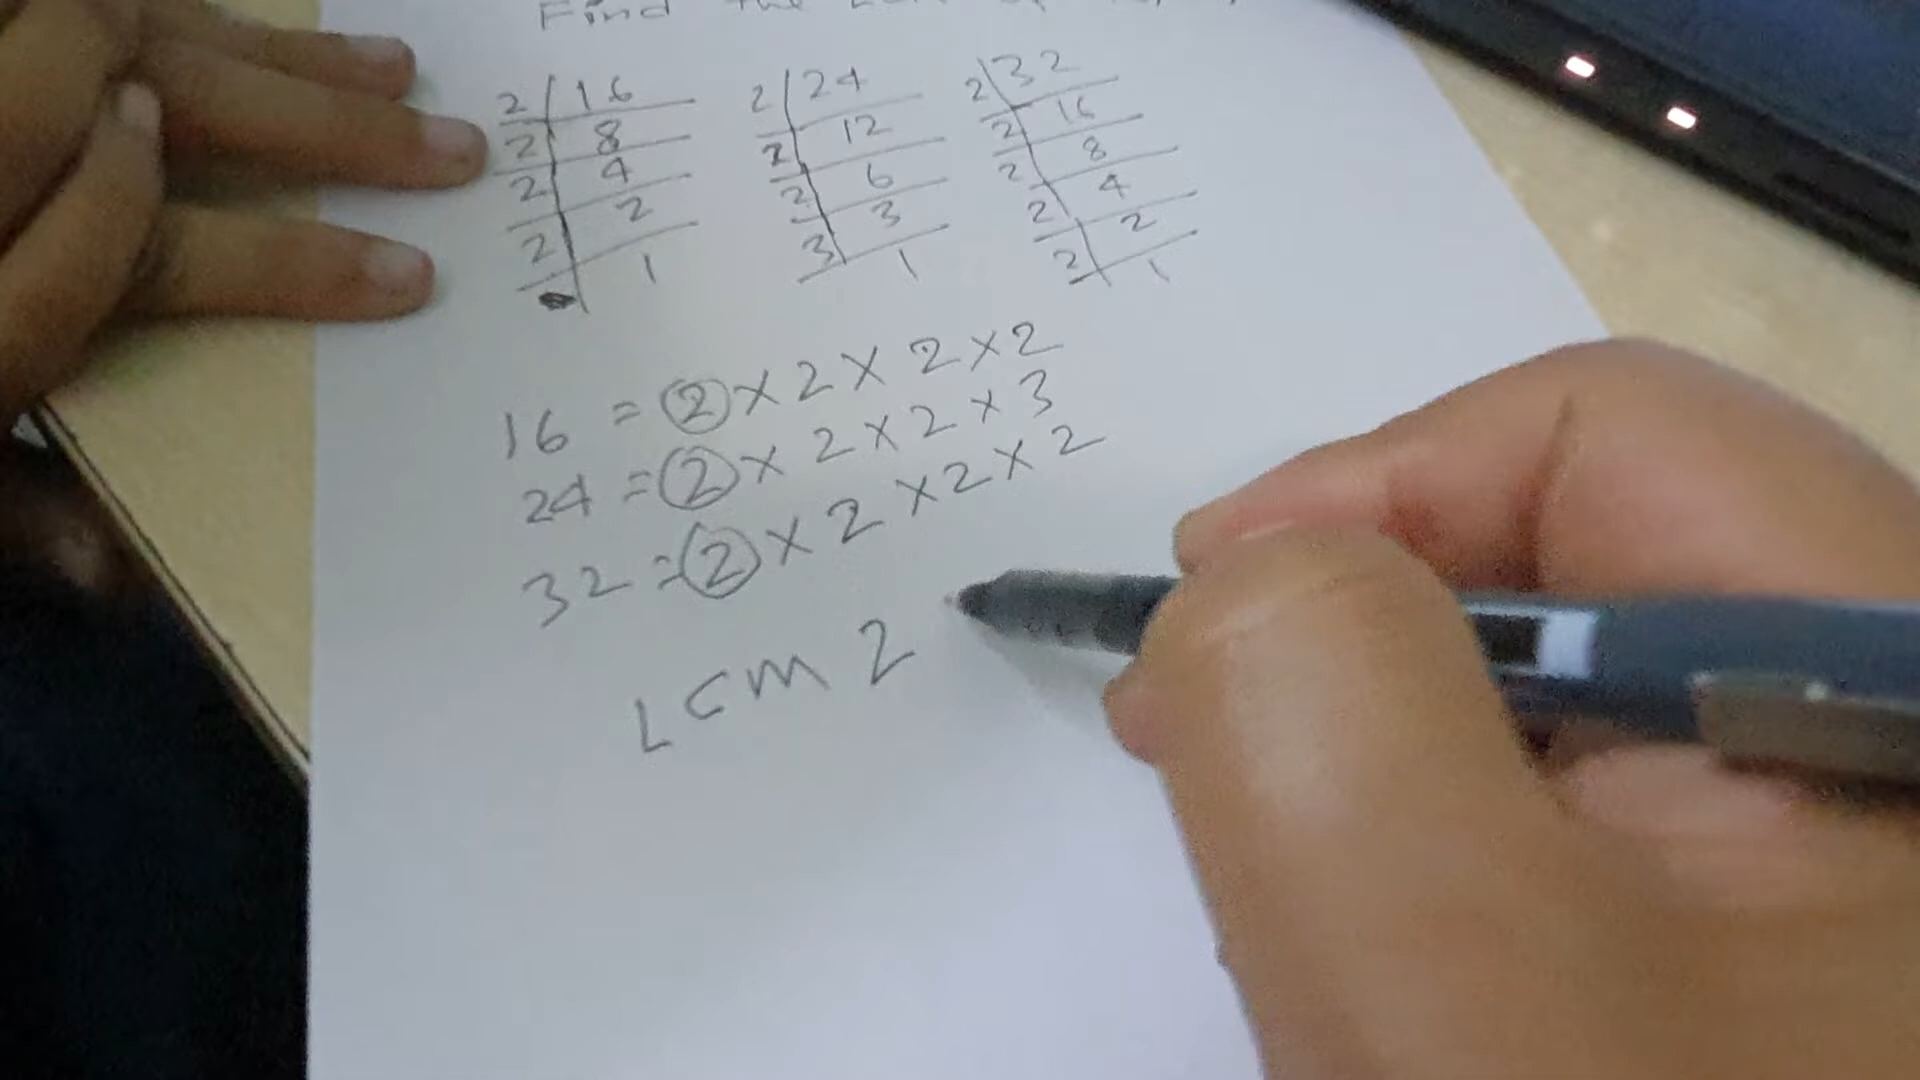 Find the
2 16 2 24 2 32
2 8 2 12 2 16
2 4 2 6 2 8
2 2 2 3 2 4
1 3 1 2 2
1
16 = 2 × 2 × 2 × 2
24 = 2 × 2 × 2 × 3
32 = 2 × 2 × 2 × 2
LCM 2